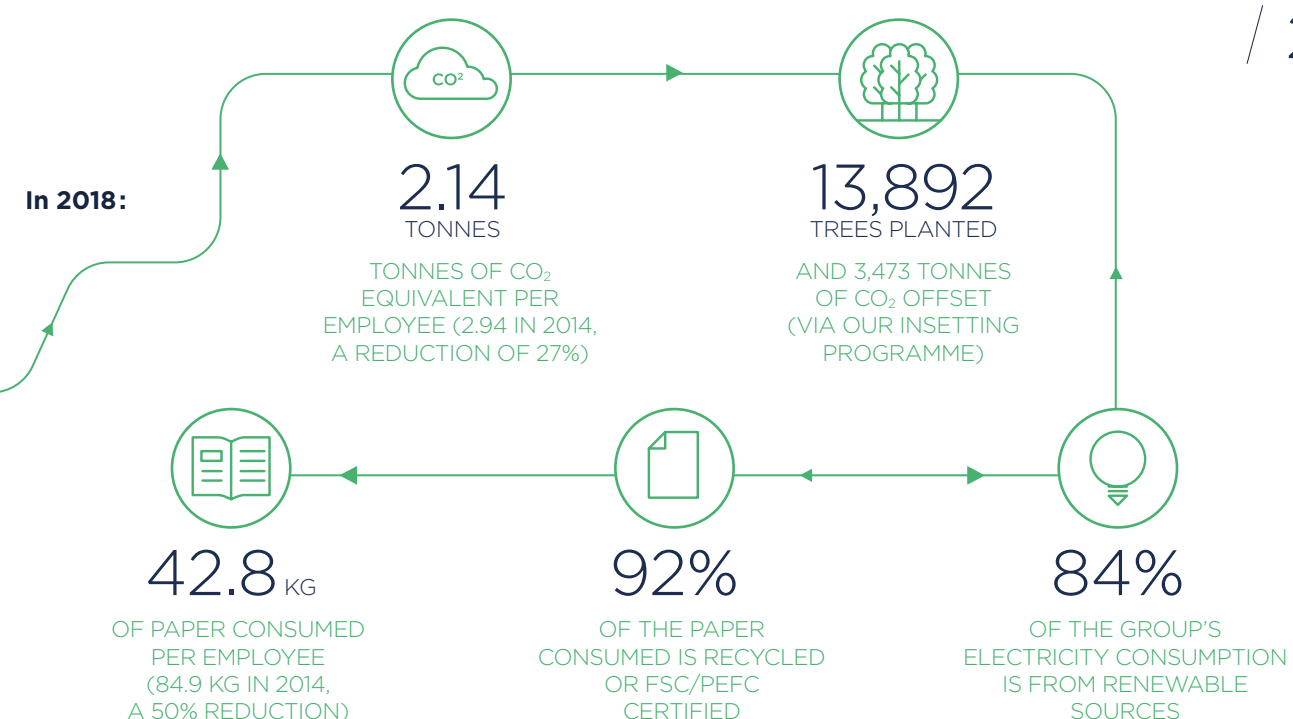 In 2018:
CO²
2.14
TONNES
TONNES OF CO₂
EQUIVALENT PER
EMPLOYEE (2.94 IN 2014,
A REDUCTION OF 27%)
13,892
TREES PLANTED
AND 3,473 TONNES
OF CO₂ OFFSET
(VIA OUR INSETTING
PROGRAMME)
42.8 KG
OF PAPER CONSUMED
PER EMPLOYEE
(84.9 KG IN 2014,
A 50% REDUCTION)
92%
OF THE PAPER
CONSUMED IS RECYCLED
OR FSC/PEFC
CERTIFIED
84%
OF THE GROUP'S
ELECTRICITY CONSUMPTION
IS FROM RENEWABLE
SOURCES